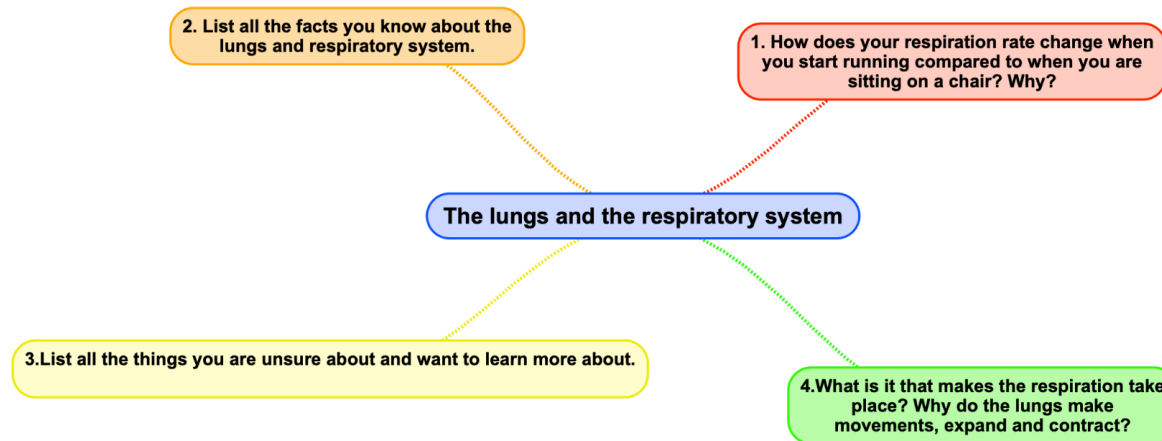 2. List all the facts you know about the
lungs and respiratory system.
1. How does your respiration rate change when
you start running compared to when you are
sitting on a chair? Why?
The lungs and the respiratory system
3.List all the things you are unsure about and want to learn more about.
4.What is it that makes the respiration take
place? Why do the lungs make
movements, expand and contract?